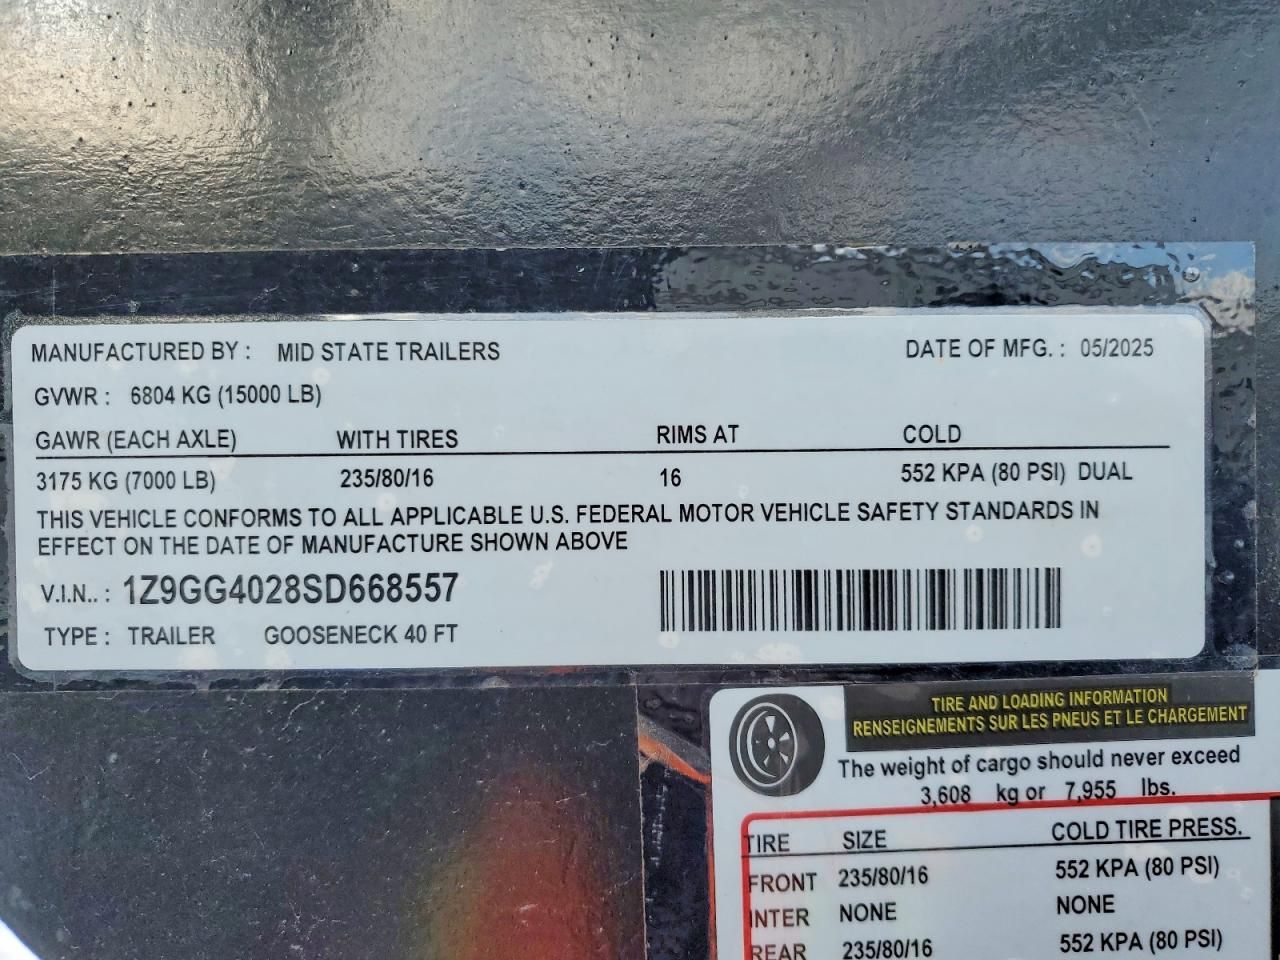 MANUFACTURED BY : MID STATE TRAILERS DATE OF MFG. : 05/2025
GVWR : 6804 KG (15000 LB)
GAWR (EACH AXLE) WITH TIRES RIMS AT COLD
3175 KG (7000 LB) 235/80/16 16 552 KPA (80 PSI) DUAL
THIS VEHICLE CONFORMS TO ALL APPLICABLE U.S. FEDERAL MOTOR VEHICLE SAFETY STANDARDS IN
EFFECT ON THE DATE OF MANUFACTURE SHOWN ABOVE
V.I.N.. : 1Z9GG4028SD668557
TYPE : TRAILER GOOSENECK 40 FT
TIRE AND LOADING INFORMATION
RENSEIGNEMENTS SUR LES PNEUS ET LE CHARGEMENT
The weight of cargo should never exceed
3,608 kg or 7,955 lbs.
TIRE SIZE COLD TIRE PRESS.
FRONT 235/80/16 552 KPA (80 PSI)
INTER NONE NONE
REAR 235/80/16 552 KPA (80 PSI)